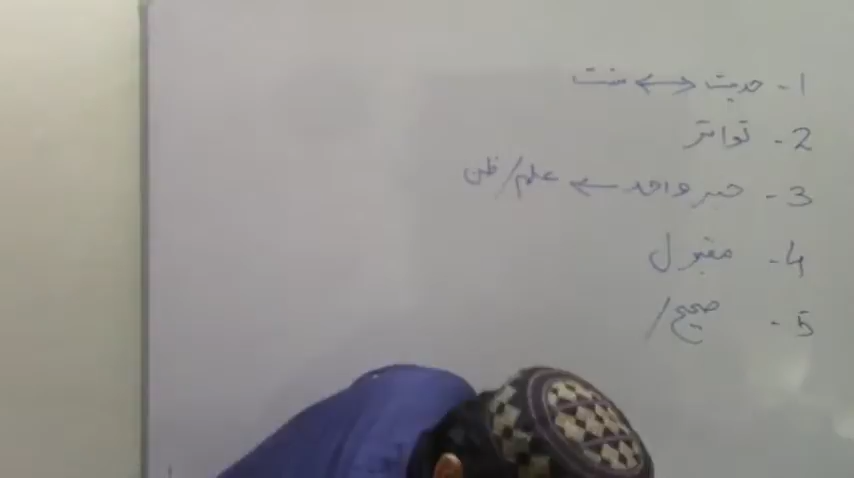 1- حدیث ↔ سنت
2- تواتر
3- خبر واحد ← علم/ظن
4- مقبول
5- صحیح/